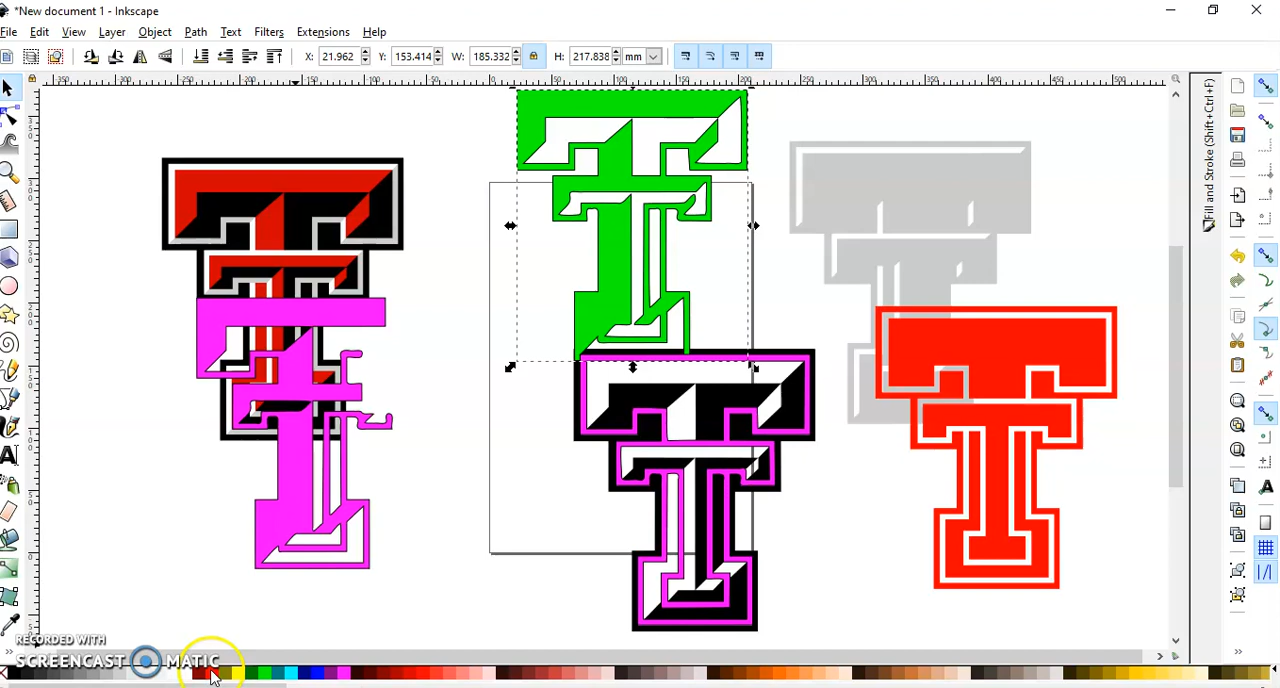 *New document 1 - Inkscape
File Edit View Layer Object Path Text Filters Extensions Help
X: 21.962 Y: 153.414 W: 185.332 H: 217.838 mm
Fill and Stroke (Shift+Ctrl+F)
RECORDED WITH
SCREENCAST MATIC